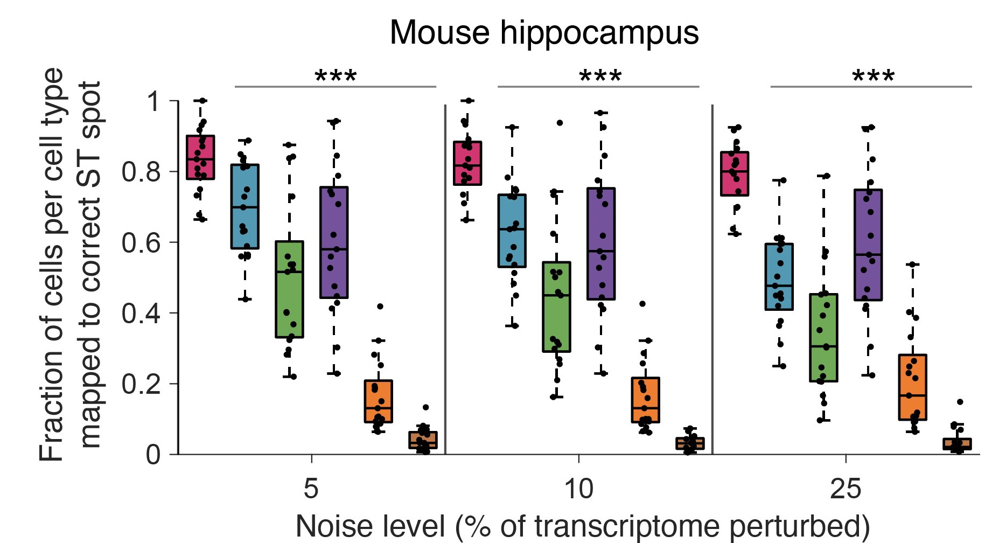 Mouse hippocampus
*** *** ***
Fraction of cells per cell type
mapped to correct ST spot
1
0.8
0.6
0.4
0.2
0
5 10 25
Noise level (% of transcriptome perturbed)